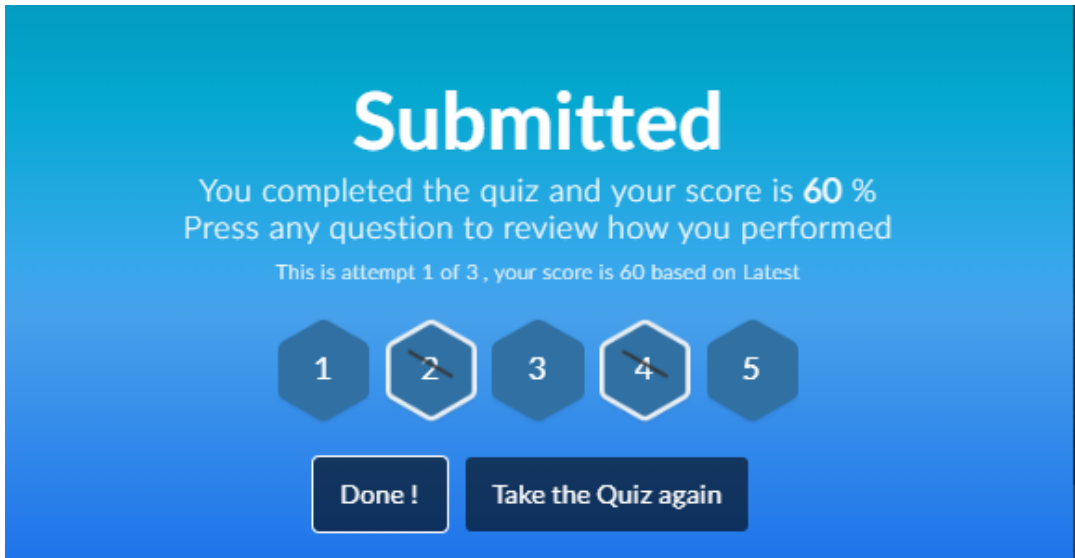 Submitted
You completed the quiz and your score is 60 %
Press any question to review how you performed
This is attempt 1 of 3 , your score is 60 based on Latest
1 2 3 4 5
Done ! Take the Quiz again